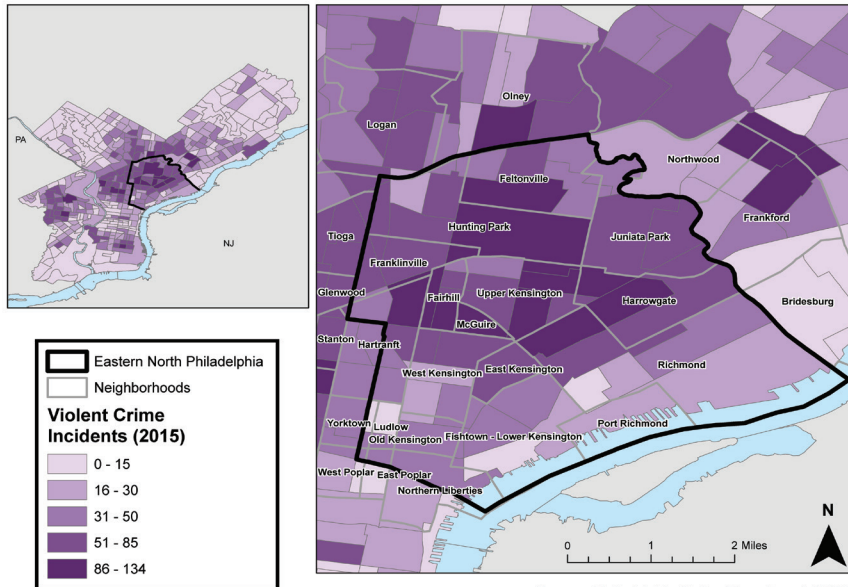 PA
NJ
Eastern North Philadelphia
Neighborhoods
Violent Crime
Incidents (2015)
0 - 15
16 - 30
31 - 50
51 - 85
86 - 134
Olney
Logan
Northwood
Feltonville
Frankford
Hunting Park
Tioga
Juniata Park
Franklinville
Glenwood
Fairhill
Upper Kensington
Harrowgate
Bridesburg
McGuire
Stanton
Hartranft
West Kensington
East Kensington
Richmond
Yorktown
Ludlow
Old Kensington
Fishtown - Lower Kensington
Port Richmond
West Poplar
East Poplar
Northern Liberties
N
0 1 2 Miles